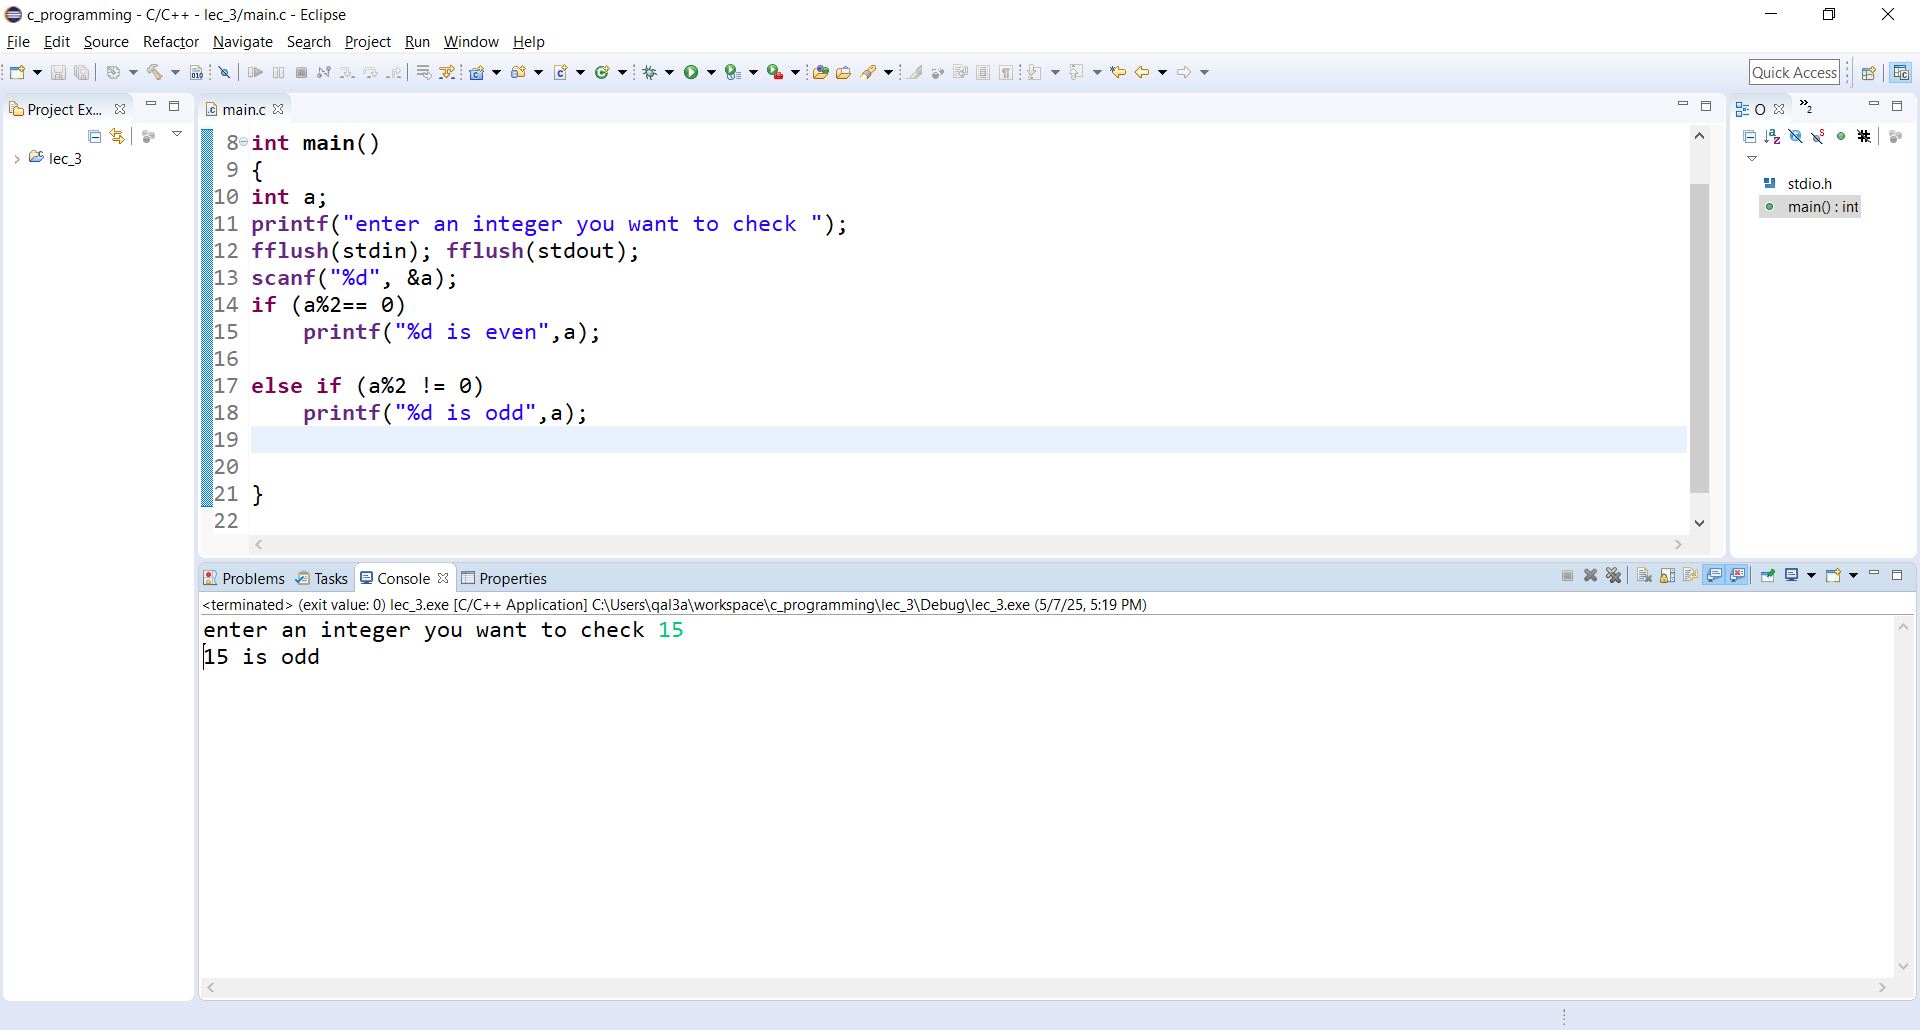 c_programming - C/C++ - lec_3/main.c - Eclipse
File Edit Source Refactor Navigate Search Project Run Window Help
Quick Access
Project Ex...
lec_3
main.c
8 int main()
9 {
10 int a;
11 printf("enter an integer you want to check ");
12 fflush(stdin); fflush(stdout);
13 scanf("%d", &a);
14 if (a%2== 0)
15     printf("%d is even",a);
16
17 else if (a%2 != 0)
18     printf("%d is odd",a);
19
20
21 }
22
O »2
stdio.h
main() : int
Problems Tasks Console Properties
<terminated> (exit value: 0) lec_3.exe [C/C++ Application] C:\Users\qal3a\workspace\c_programming\lec_3\Debug\lec_3.exe (5/7/25, 5:19 PM)
enter an integer you want to check 15
15 is odd